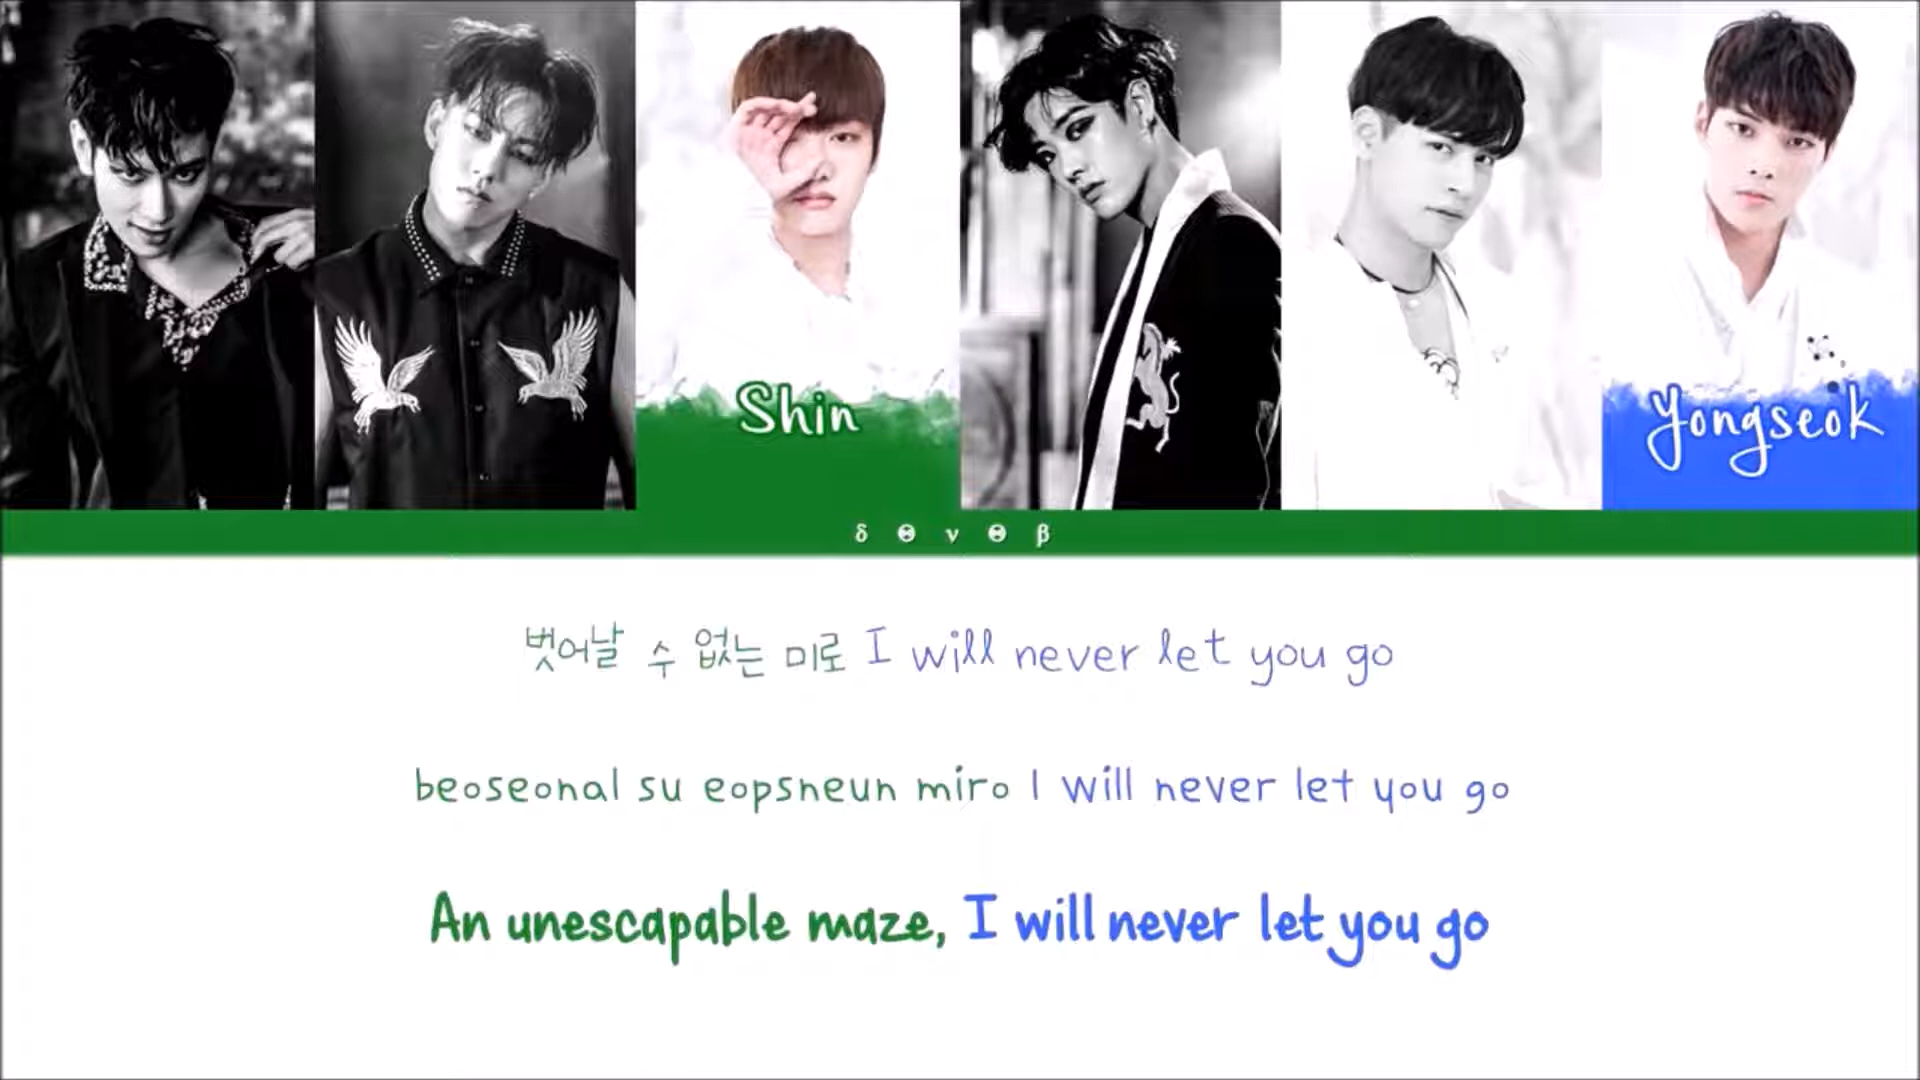 Shin
Yongseok
δ Θ ν Θ β
벗어날 수 없는 미로 I will never let you go
beoseonal su eopsneun miro I will never let you go
An unescapable maze, I will never let you go